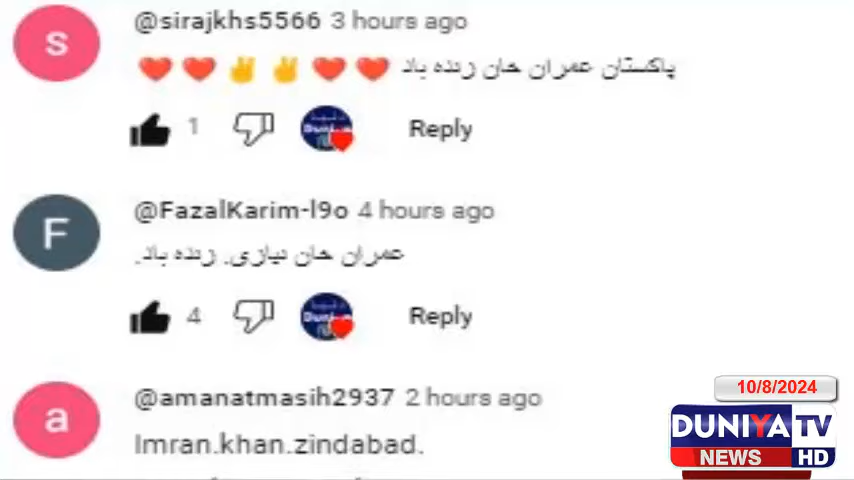 s
@sirajkhs5566 3 hours ago
پاکستان عمران خان زندہ باد ❤️❤️✌️✌️❤️❤️
1
Reply
F
@FazalKarim-l9o 4 hours ago
عمران خان نیازی. زندہ باد.
4
Reply
a
@amanatmasih2937 2 hours ago
Imran.khan.zindabad.
10/8/2024
DUNIYA TV
NEWS HD